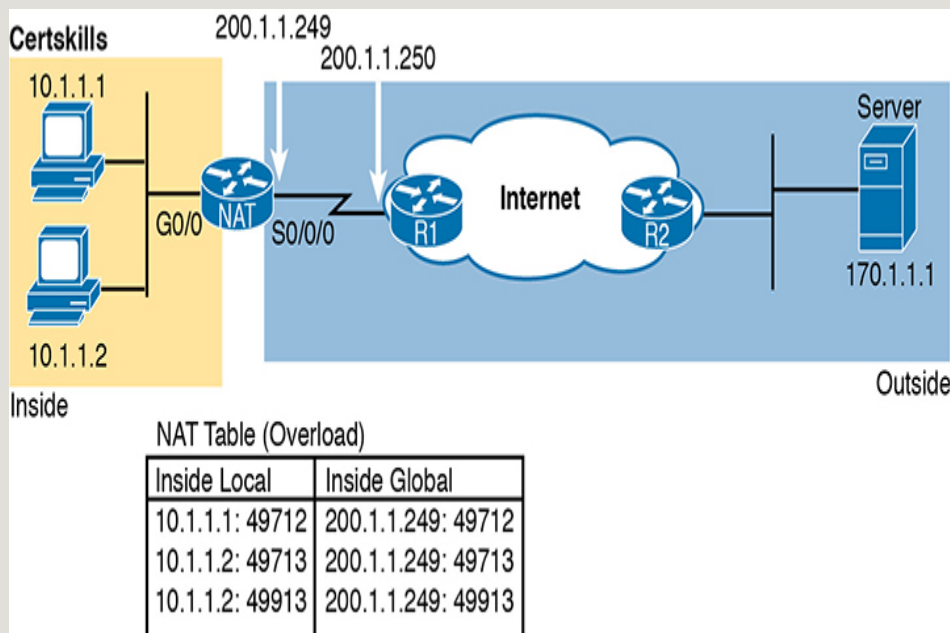 200.1.1.249
Certskills
200.1.1.250
10.1.1.1
Server
Internet
NAT
G0/0
S0/0/0
R1
R2
170.1.1.1
10.1.1.2
Outside
Inside
NAT Table (Overload)
Inside Local Inside Global
10.1.1.1: 49712 200.1.1.249: 49712
10.1.1.2: 49713 200.1.1.249: 49713
10.1.1.2: 49913 200.1.1.249: 49913